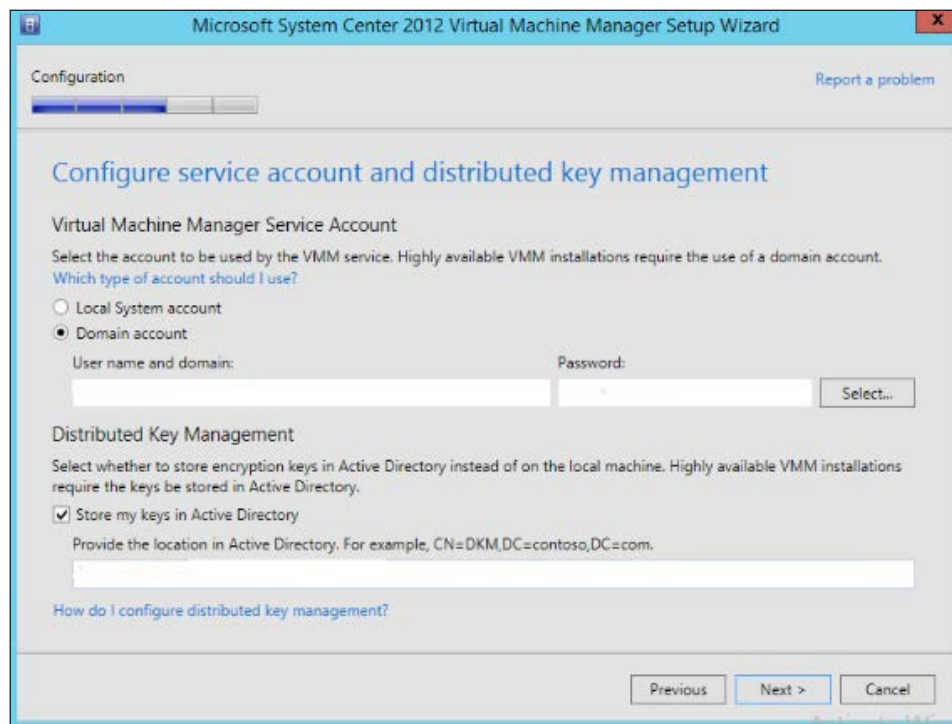 Microsoft System Center 2012 Virtual Machine Manager Setup Wizard
x
Configuration
Report a problem
Configure service account and distributed key management
Virtual Machine Manager Service Account
Select the account to be used by the VMM service. Highly available VMM installations require the use of a domain account.
Which type of account should I use?
Local System account
Domain account
User name and domain:
Password:
Select...
Distributed Key Management
Select whether to store encryption keys in Active Directory instead of on the local machine. Highly available VMM installations
require the keys be stored in Active Directory.
Store my keys in Active Directory
Provide the location in Active Directory. For example, CN=DKM,DC=contoso,DC=com.
How do I configure distributed key management?
Previous
Next >
Cancel